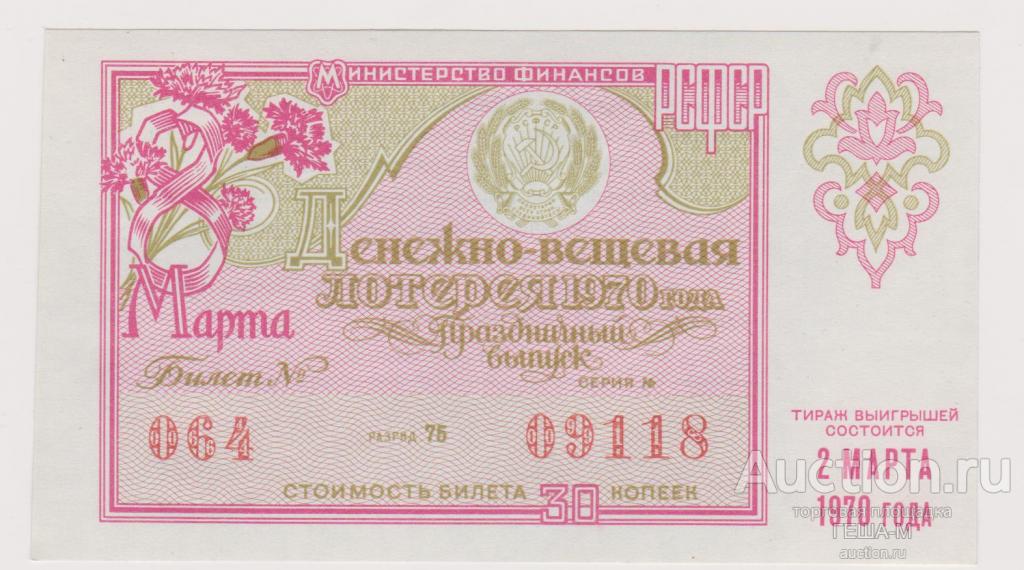 МИНИСТЕРСТВО ФИНАНСОВ РСФСР
РСФСР
8
Марта
ДЕНЕЖНО-ВЕЩЕВАЯ
ЛОТЕРЕЯ 1970 ГОДА
Праздничный
выпуск
Билет №
СЕРИЯ №
064
РАЗРЯД 75
09118
СТОИМОСТЬ БИЛЕТА 30 КОПЕЕК
ТИРАЖ ВЫИГРЫШЕЙ
СОСТОИТСЯ
2 МАРТА
1970 ГОДА
Auction.ru
торговая площадка
ГЕША-М
auction.ru